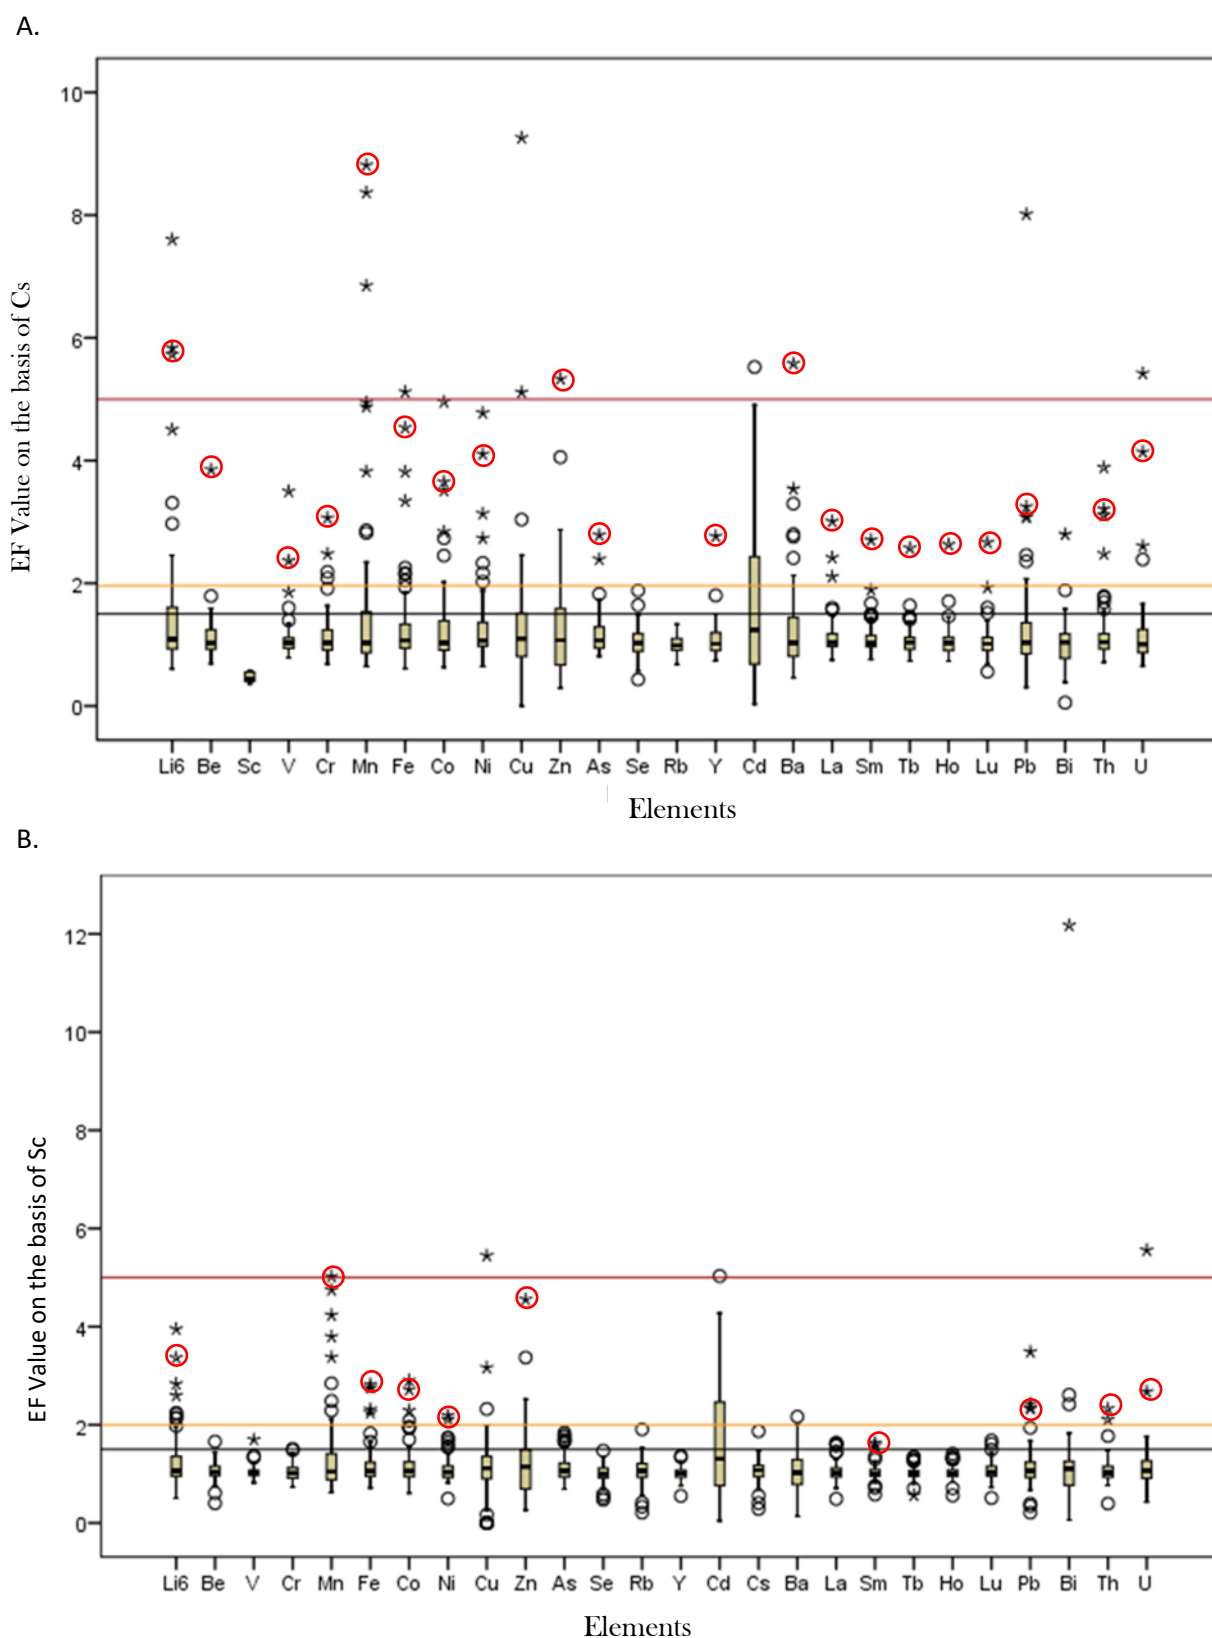 A.
EF Value on the basis of Cs
10
8
6
4
2
0
Li6 Be Sc V Cr Mn Fe Co Ni Cu Zn As Se Rb Y Cd Ba La Sm Tb Ho Lu Pb Bi Th U
Elements
B.
EF Value on the basis of Sc
12
10
8
6
4
2
0
Li6 Be V Cr Mn Fe Co Ni Cu Zn As Se Rb Y Cd Cs Ba La Sm Tb Ho Lu Pb Bi Th U
Elements